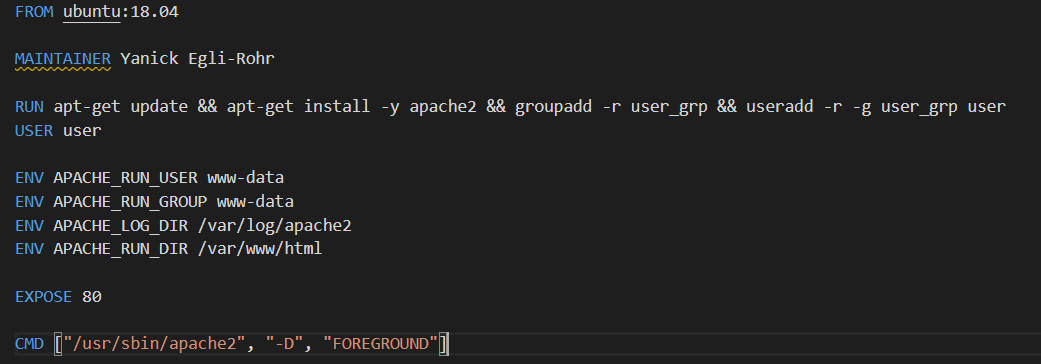 FROM ubuntu:18.04
MAINTAINER Yanick Egli-Rohr
RUN apt-get update && apt-get install -y apache2 && groupadd -r user_grp && useradd -r -g user_grp user
USER user
ENV APACHE_RUN_USER www-data
ENV APACHE_RUN_GROUP www-data
ENV APACHE_LOG_DIR /var/log/apache2
ENV APACHE_RUN_DIR /var/www/html
EXPOSE 80
CMD ["/usr/sbin/apache2", "-D", "FOREGROUND"]